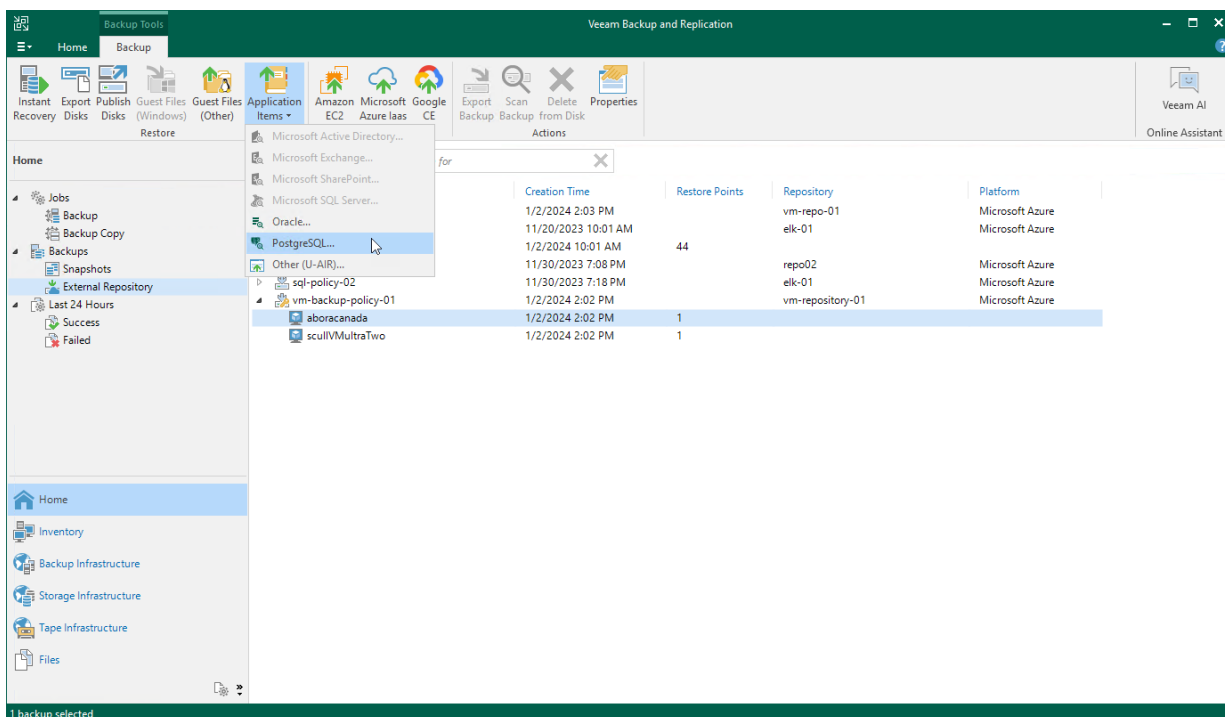 Backup Tools
Veeam Backup and Replication
Home
Backup
Instant Recovery
Export Disks
Publish Disks
Guest Files (Windows)
Guest Files (Other)
Application Items
Amazon EC2
Microsoft Azure Iaas
Google CE
Export Backup
Scan Backup
Delete from Disk
Properties
Veeam AI
Restore
Actions
Online Assistant
Home
Jobs
Backup
Backup Copy
Backups
Snapshots
External Repository
Last 24 Hours
Success
Failed
Microsoft Active Directory...
Microsoft Exchange...
Microsoft SharePoint...
Microsoft SQL Server...
Oracle...
PostgreSQL...
Other (U-AIR)...
for
Creation Time Restore Points Repository Platform
1/2/2024 2:03 PM vm-repo-01 Microsoft Azure
11/20/2023 10:01 AM elk-01 Microsoft Azure
1/2/2024 10:01 AM 44
11/30/2023 7:08 PM repo02 Microsoft Azure
sql-policy-02 11/30/2023 7:18 PM elk-01 Microsoft Azure
vm-backup-policy-01 1/2/2024 2:02 PM vm-repository-01 Microsoft Azure
aboracanada 1/2/2024 2:02 PM 1
scullVMultraTwo 1/2/2024 2:02 PM 1
Home
Inventory
Backup Infrastructure
Storage Infrastructure
Tape Infrastructure
Files
1 backup selected